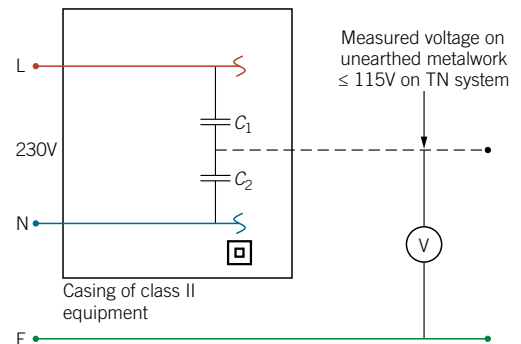 Measured voltage on
unearthed metalwork
≤ 115V on TN system
L
C1
230V
C2
N
V
Casing of class II
equipment
E